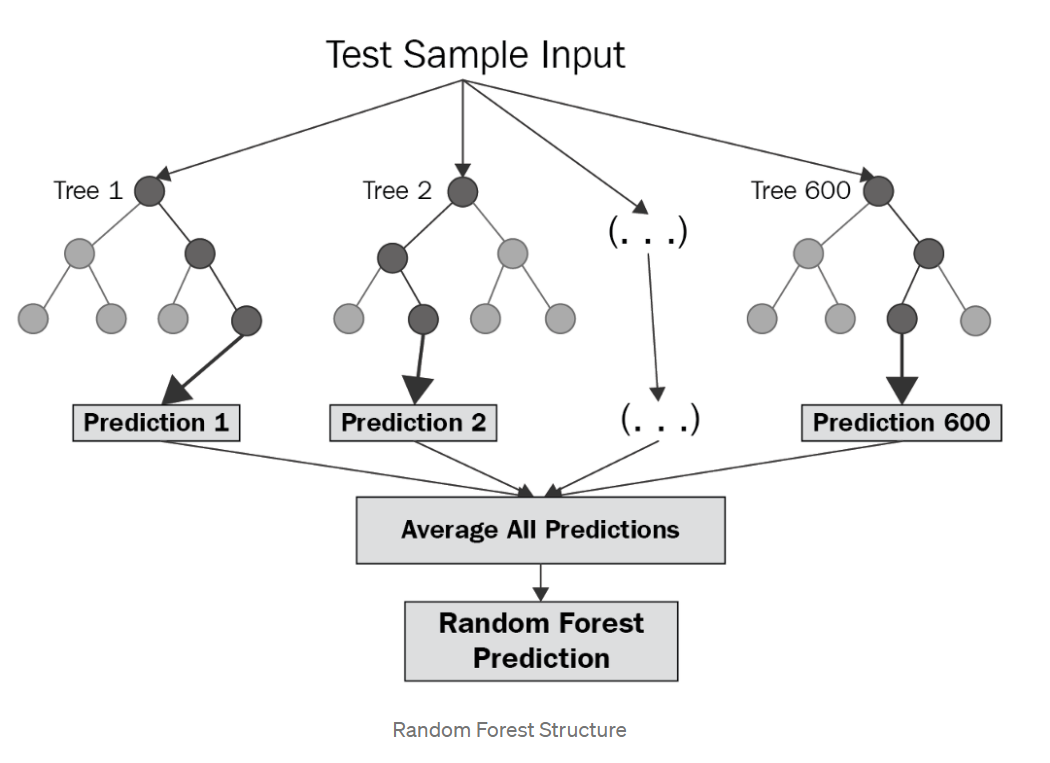 Test Sample Input
Tree 1
Tree 2
Tree 600
(. . .)
Prediction 1
Prediction 2
(. . .)
Prediction 600
Average All Predictions
Random Forest
Prediction
Random Forest Structure